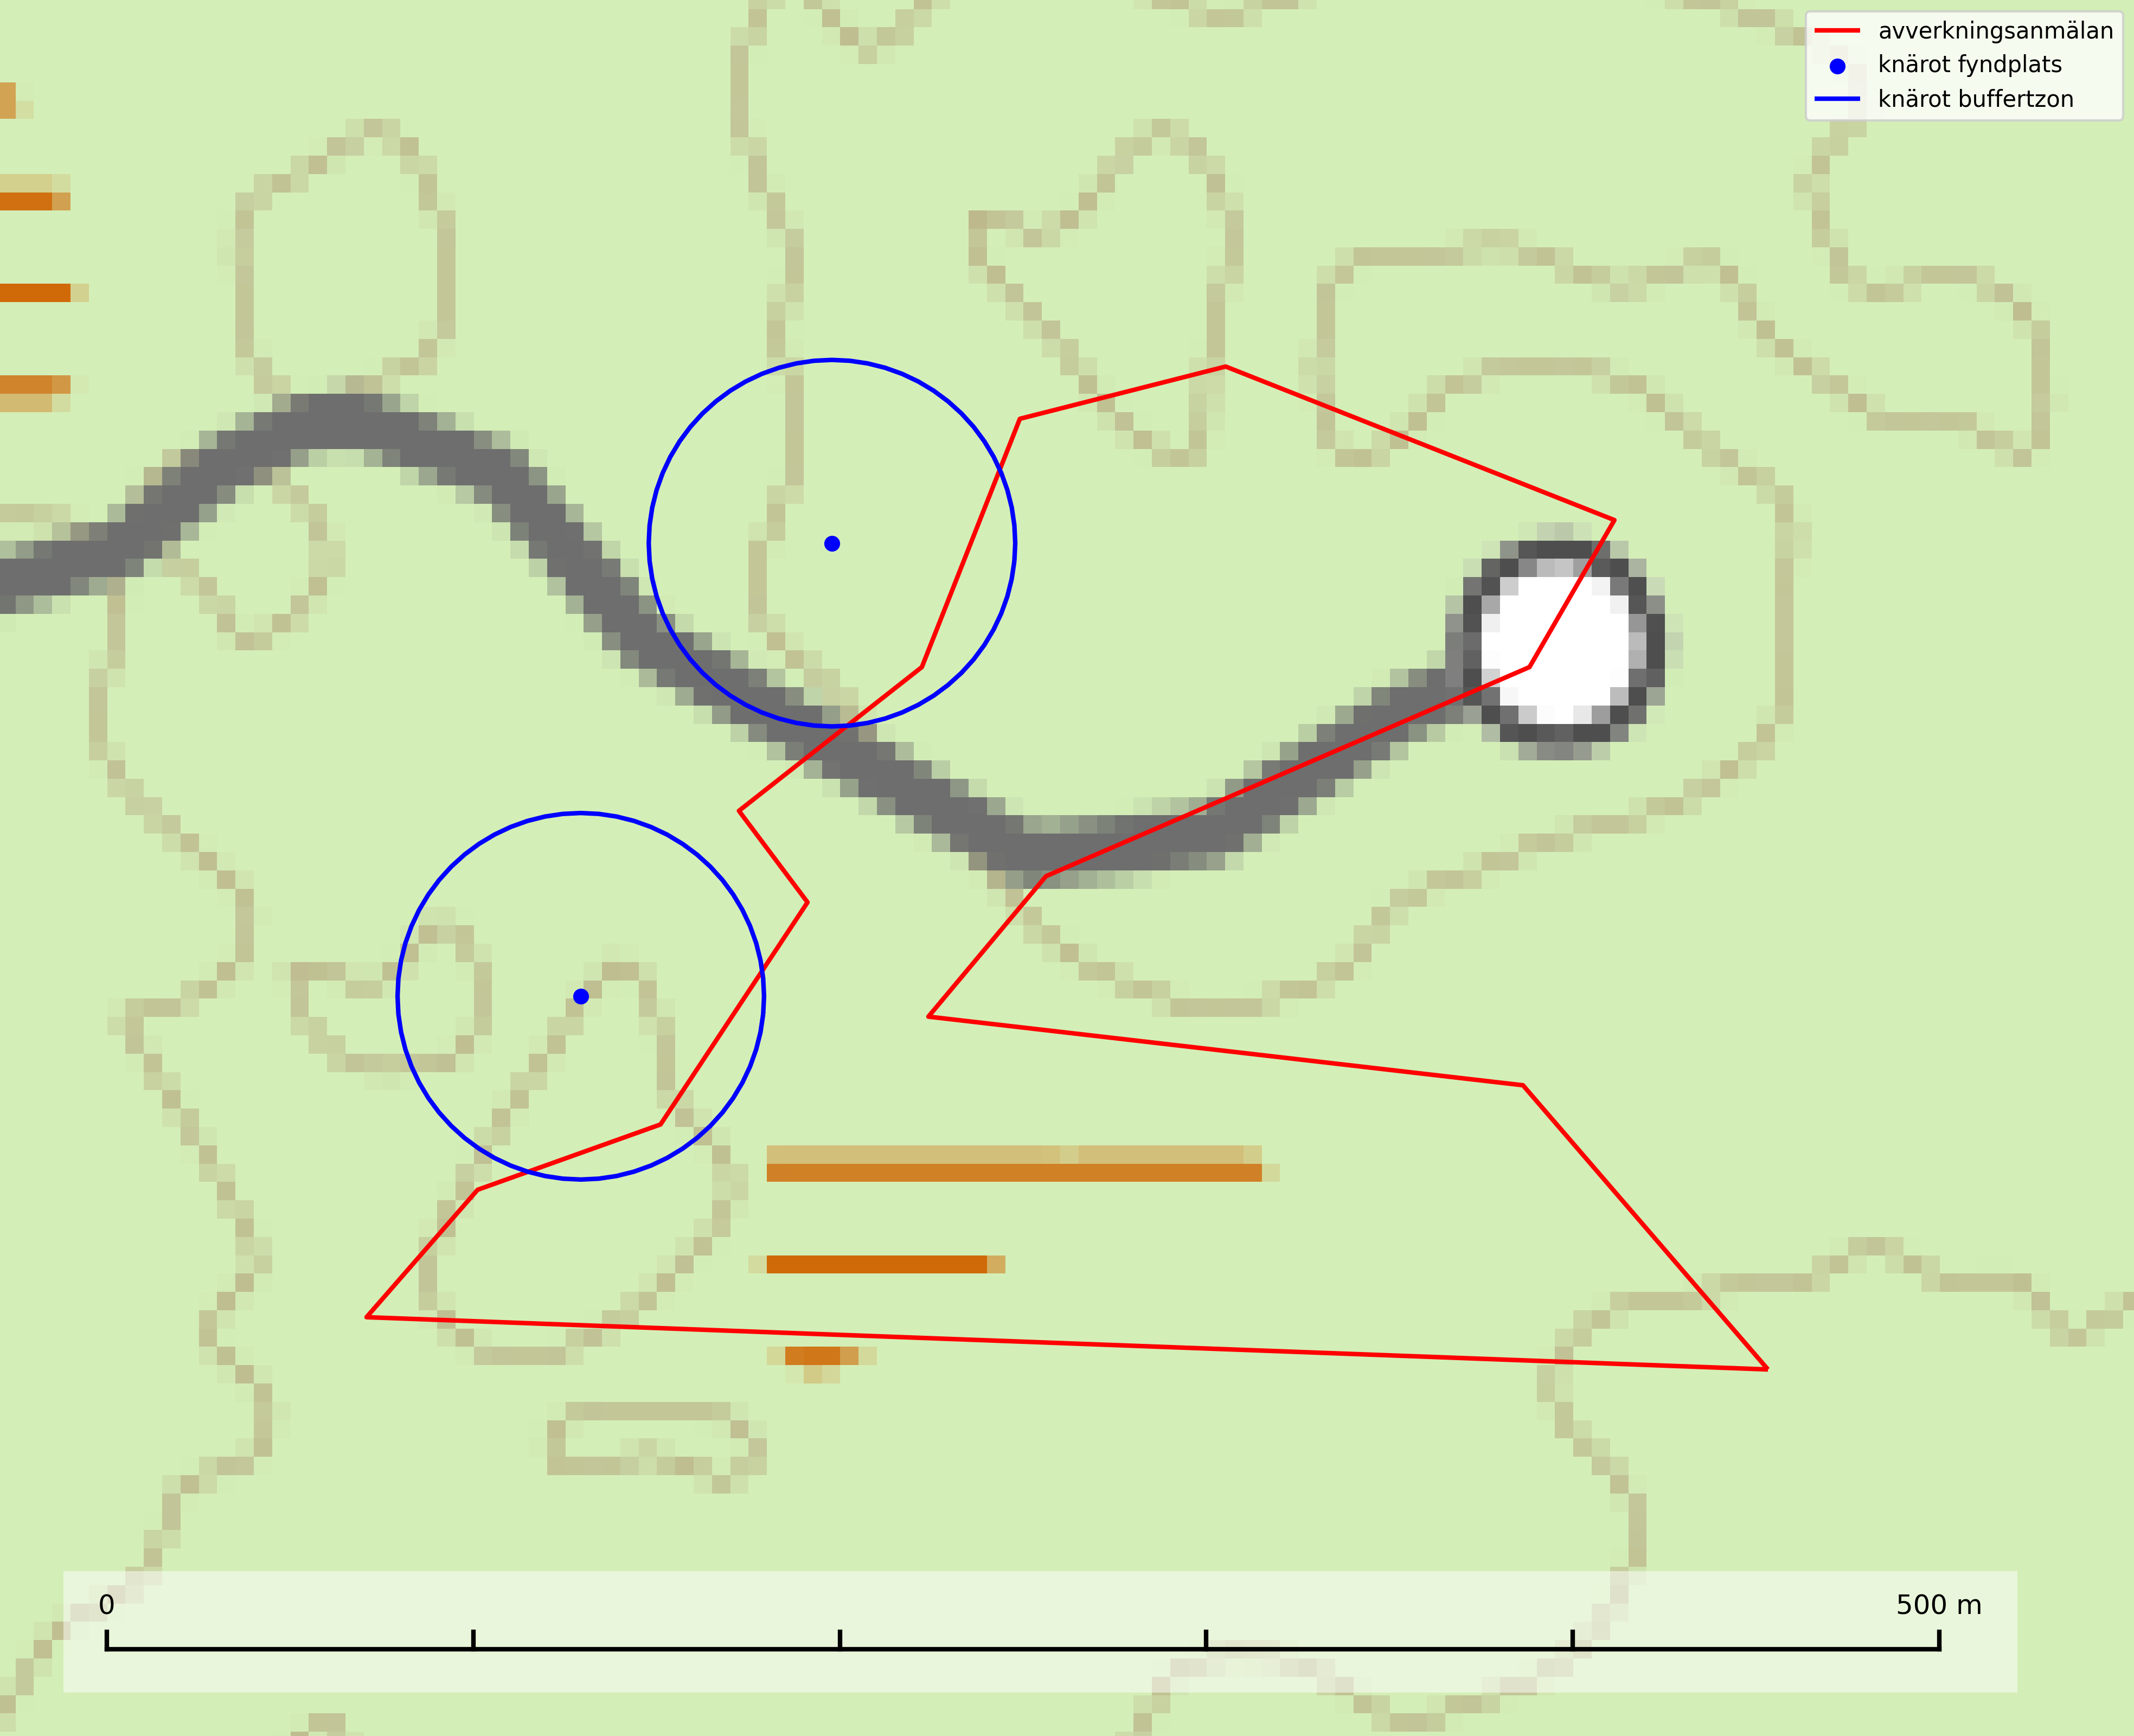 avverkningsanmälan
knärot fyndplats
knärot buffertzon
0
500 m